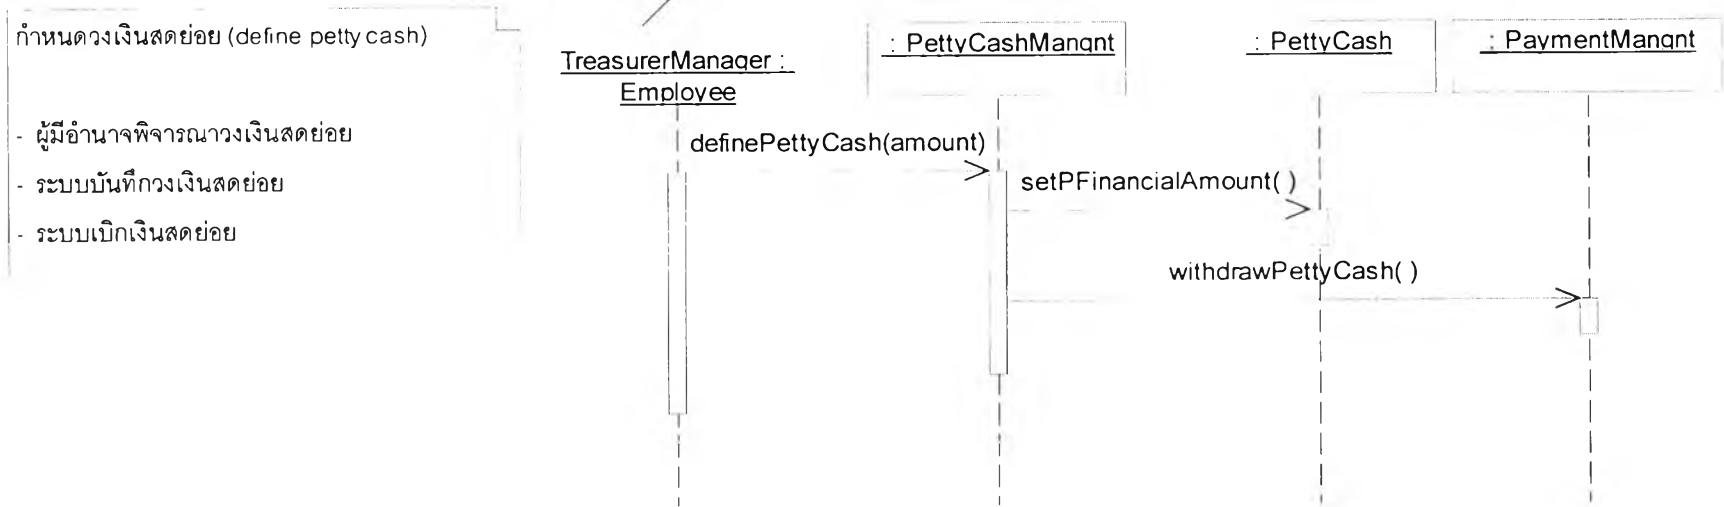 กำหนดวงเงินสดย่อย (define petty cash)
- ผู้มีอำนาจพิจารณาวงเงินสดย่อย
- ระบบบันทึกวงเงินสดย่อย
- ระบบเบิกเงินสดย่อย
TreasurerManager :
Employee
: PettyCashMangnt
: PettyCash
: PaymentMangnt
definePettyCash(amount)
setPFinancialAmount( )
withdrawPettyCash( )